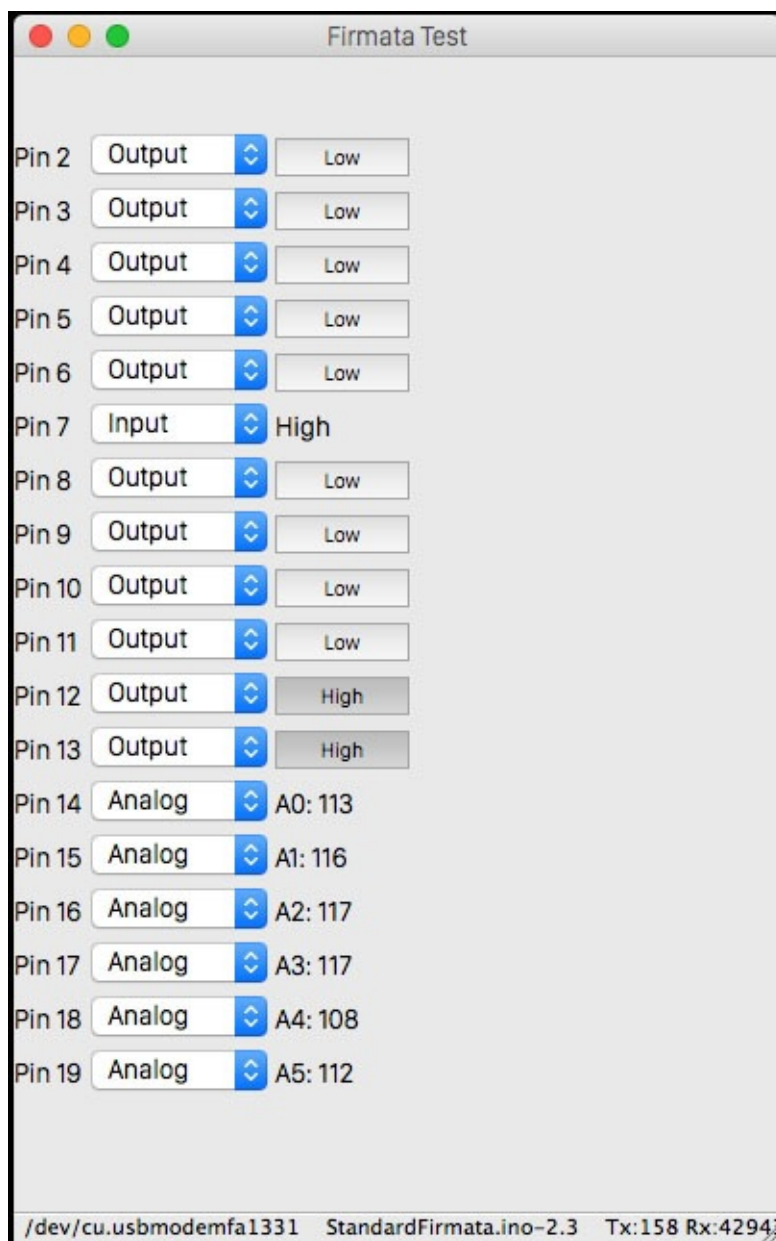 Firmata Test
Pin 2 Output Low
Pin 3 Output Low
Pin 4 Output Low
Pin 5 Output Low
Pin 6 Output Low
Pin 7 Input High
Pin 8 Output Low
Pin 9 Output Low
Pin 10 Output Low
Pin 11 Output Low
Pin 12 Output High
Pin 13 Output High
Pin 14 Analog A0: 113
Pin 15 Analog A1: 116
Pin 16 Analog A2: 117
Pin 17 Analog A3: 117
Pin 18 Analog A4: 108
Pin 19 Analog A5: 112
/dev/cu.usbmodemfa1331 StandardFirmata.ino-2.3 Tx:158 Rx:42943